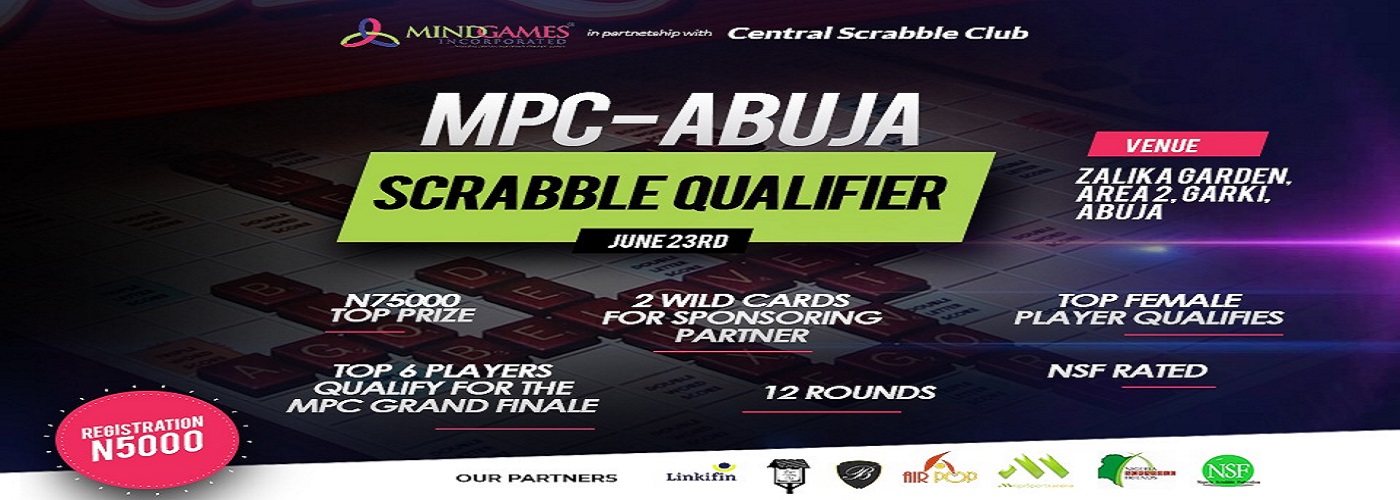 MINDGAMES
INCORPORATED
in partnetship with
Central Scrabble Club
MPC-ABUJA
SCRABBLE QUALIFIER
JUNE 23RD
VENUE
ZALIKA GARDEN,
AREA 2, GARKI,
ABUJA
N75000
TOP PRIZE
2 WILD CARDS
FOR SPONSORING
PARTNER
TOP FEMALE
PLAYER QUALIFIES
TOP 6 PLAYERS
QUALIFY FOR THE
MPC GRAND FINALE
12 ROUNDS
NSF RATED
REGISTRATION
N5000
OUR PARTNERS
Linkifin
B
AIR POP
NIGERIA
NSF